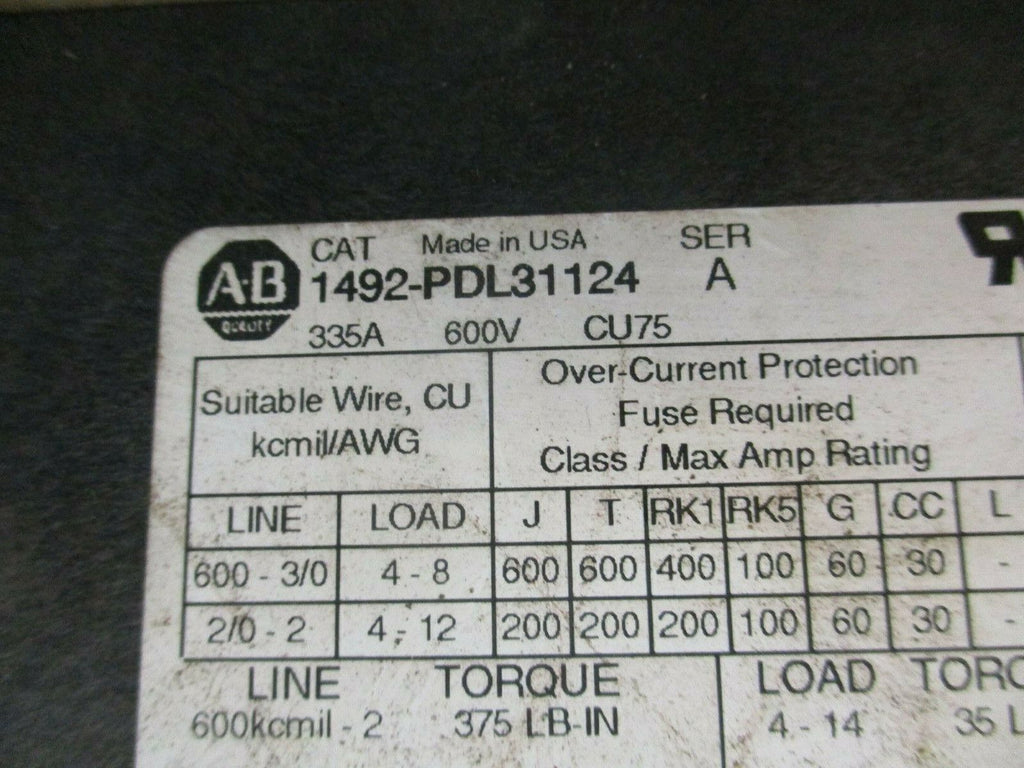 A-B
QUALITY
CAT Made in USA SER
1492-PDL31124 A
335A 600V CU75
Suitable Wire, CU
kcmil/AWG
Over-Current Protection
Fuse Required
Class / Max Amp Rating
LINE LOAD J T RK1 RK5 G CC L
600 - 3/0 4 - 8 600 600 400 100 60 30 -
2/0 - 2 4 - 12 200 200 200 100 60 30 -
LINE TORQUE LOAD TORQ
600kcmil - 2 375 LB-IN 4 - 14 35 L